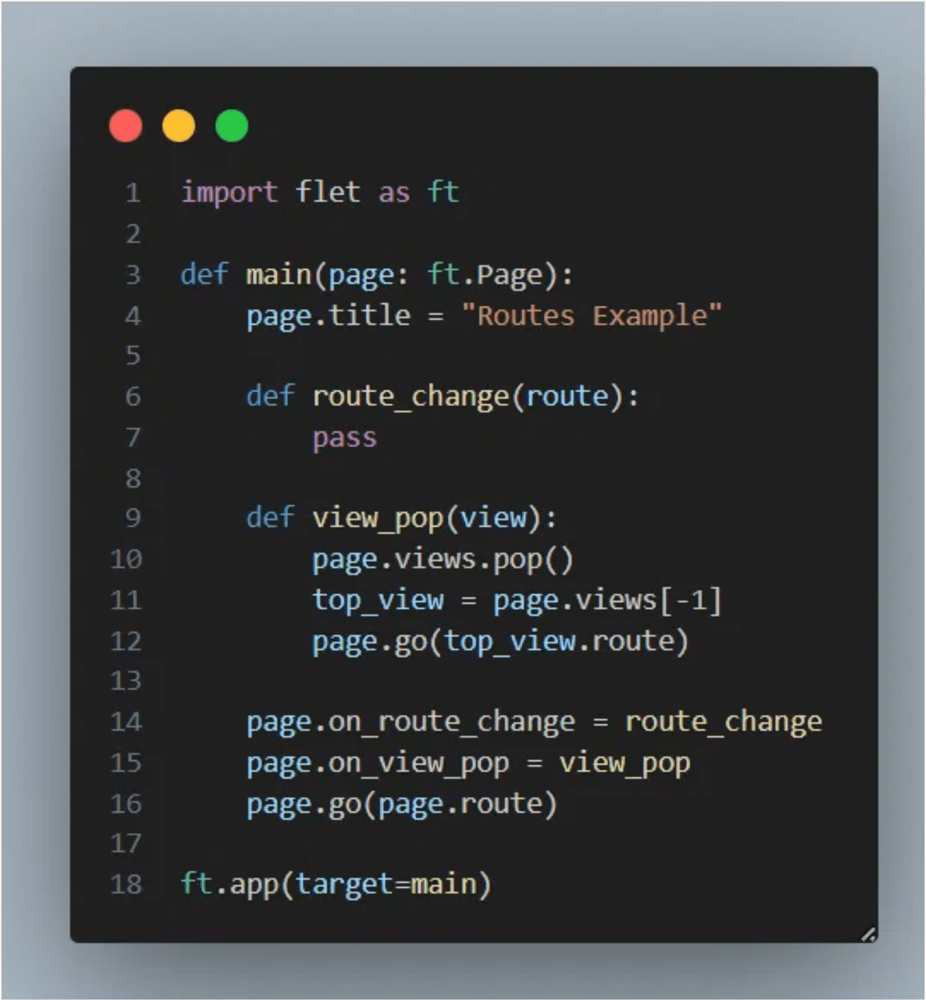 1 import flet as ft
2
3 def main(page: ft.Page):
4     page.title = "Routes Example"
5
6     def route_change(route):
7         pass
8
9     def view_pop(view):
10         page.views.pop()
11         top_view = page.views[-1]
12         page.go(top_view.route)
13
14     page.on_route_change = route_change
15     page.on_view_pop = view_pop
16     page.go(page.route)
17
18 ft.app(target=main)